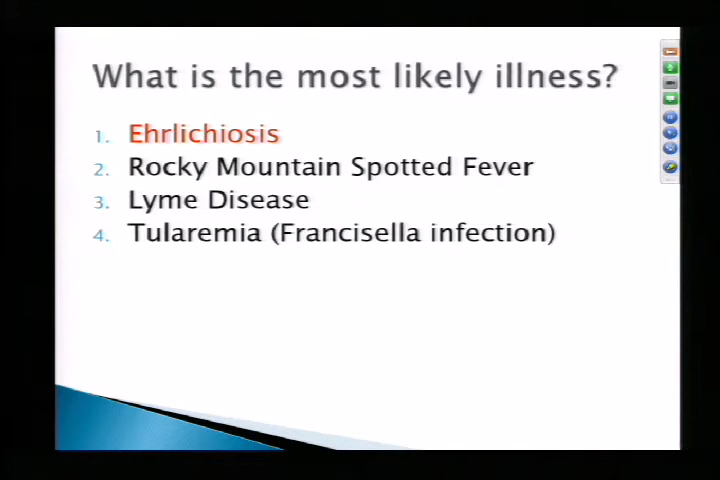 What is the most likely illness?
1. Ehrlichiosis
2. Rocky Mountain Spotted Fever
3. Lyme Disease
4. Tularemia (Francisella infection)